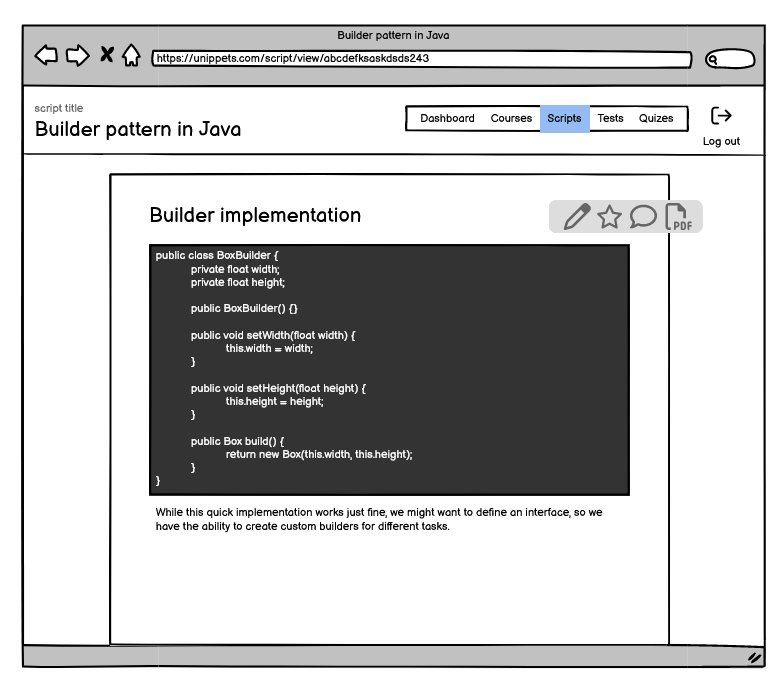 Builder pattern in Java
https://unippets.com/script/view/abcdefksaskdsds243
script title
Builder pattern in Java
Dashboard Courses Scripts Tests Quizes
Log out
Builder implementation
PDF
public class BoxBuilder {
private float width;
private float height;
public BoxBuilder() {}
public void setWidth(float width) {
this.width = width;
}
public void setHeight(float height) {
this.height = height;
}
public Box build() {
return new Box(this.width, this.height);
}
}
While this quick implementation works just fine, we might want to define an interface, so we
have the ability to create custom builders for different tasks.